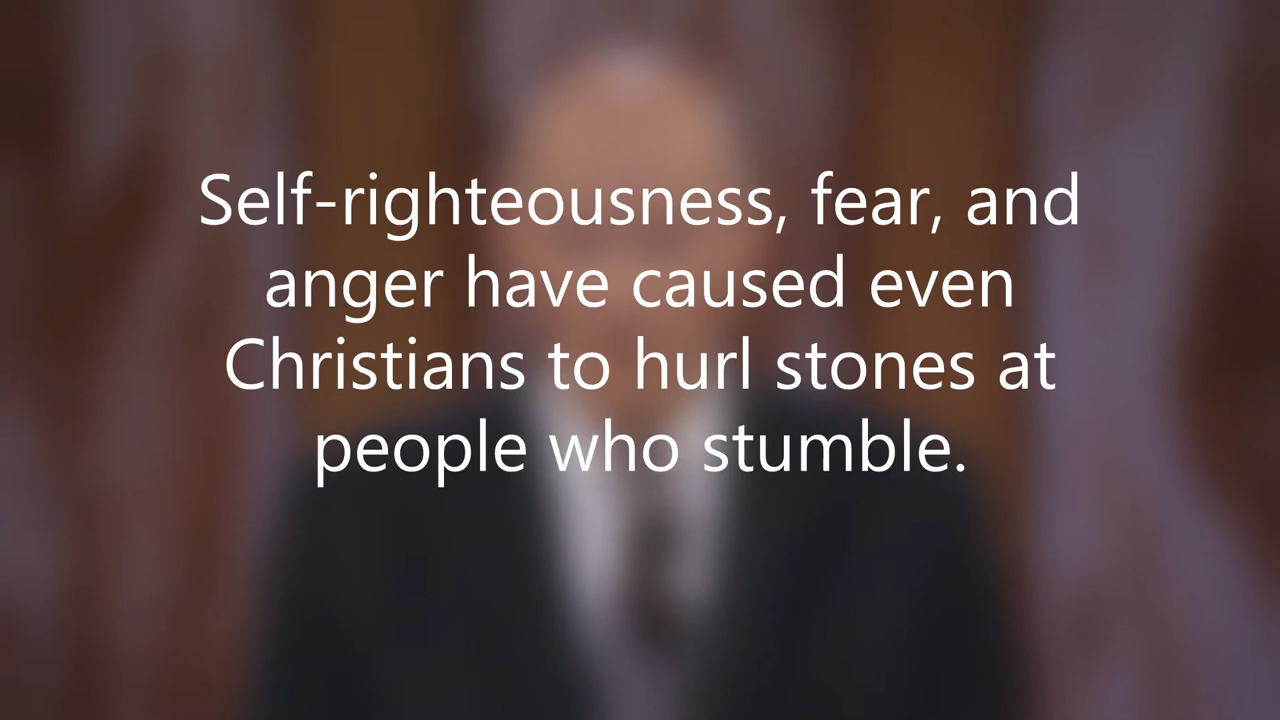 Self-righteousness, fear, and
anger have caused even
Christians to hurl stones at
people who stumble.